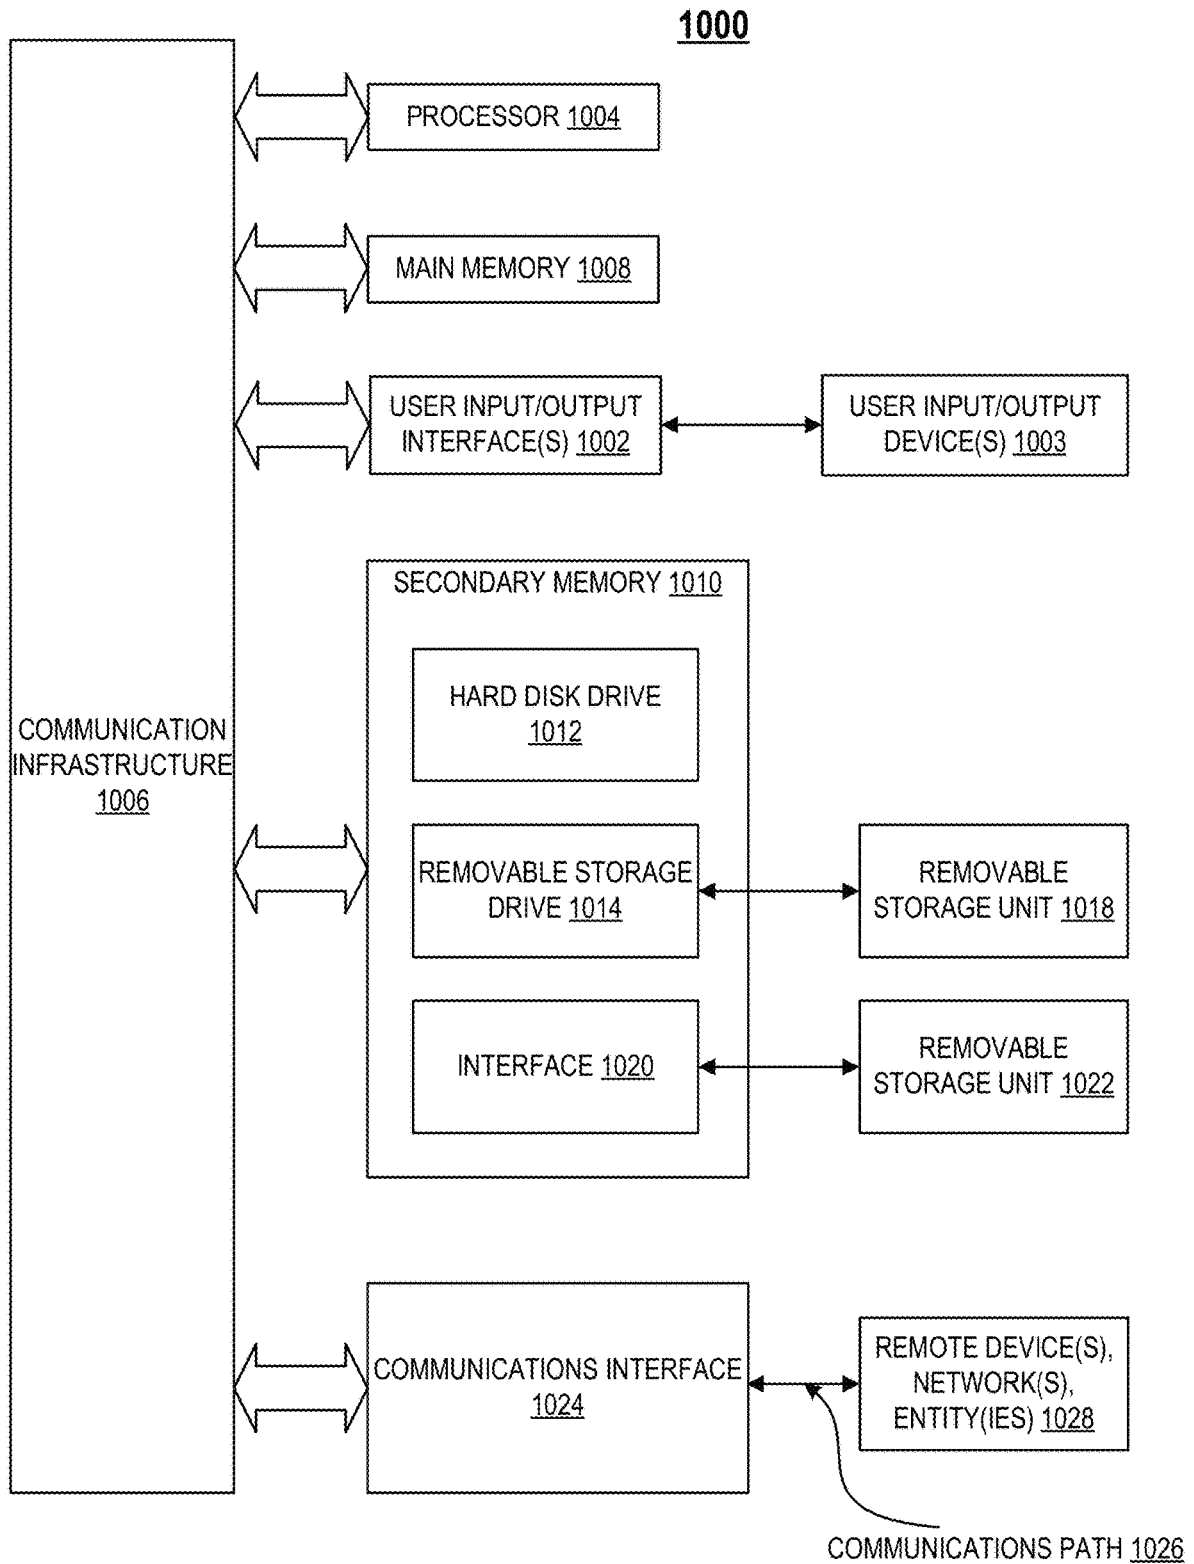 1000
PROCESSOR 1004
MAIN MEMORY 1008
USER INPUT/OUTPUT
INTERFACE(S) 1002
USER INPUT/OUTPUT
DEVICE(S) 1003
SECONDARY MEMORY 1010
HARD DISK DRIVE
1012
COMMUNICATION
INFRASTRUCTURE
1006
REMOVABLE STORAGE
DRIVE 1014
REMOVABLE
STORAGE UNIT 1018
INTERFACE 1020
REMOVABLE
STORAGE UNIT 1022
COMMUNICATIONS INTERFACE
1024
REMOTE DEVICE(S),
NETWORK(S),
ENTITY(IES) 1028
COMMUNICATIONS PATH 1026